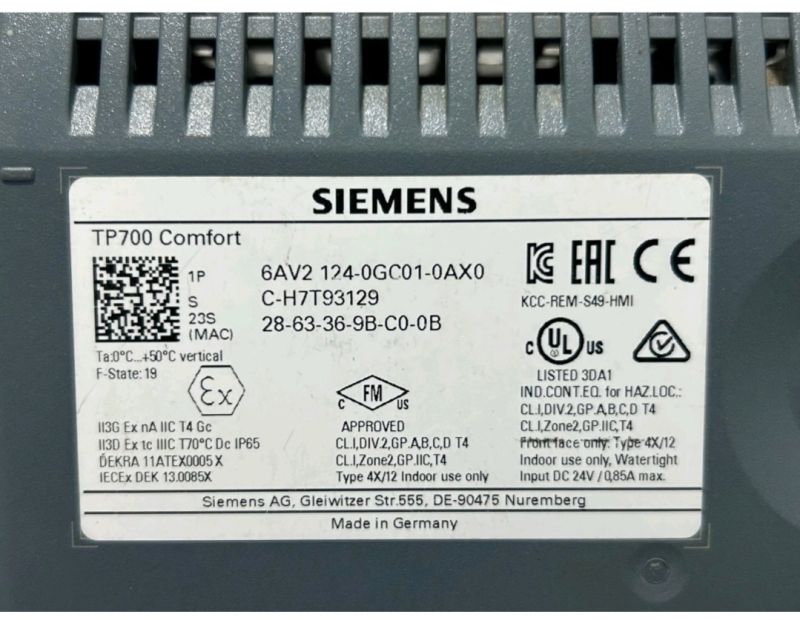 SIEMENS
TP700 Comfort
1P 6AV2 124-0GC01-0AX0
S C-H7T93129
23S 28-63-36-9B-C0-0B
(MAC)
Ta:0°C...+50°C vertical
F-State: 19
εx
II3G Ex nA IIC T4 Gc
II3D Ex tc IIIC T70°C Dc IP65
DEKRA 11ATEX0005 X
IECEx DEK 13.0085X
C FM US
APPROVED
CL.I,DIV.2,GP.A,B,C,D T4
CL.I,Zone2,GP.IIC,T4
Type 4X/12 Indoor use only
EAC CE
KCC-REM-S49-HMI
C UL US
LISTED 3DA1
IND.CONT.EQ. for HAZ.LOC.:
CL.I,DIV.2,GP.A,B,C,D T4
CL.I,Zone2,GP.IIC,T4
Front face only: Type 4X/12
Indoor use only, Watertight
Input DC 24V / 0,85A max.
Siemens AG, Gleiwitzer Str.555, DE-90475 Nuremberg
Made in Germany